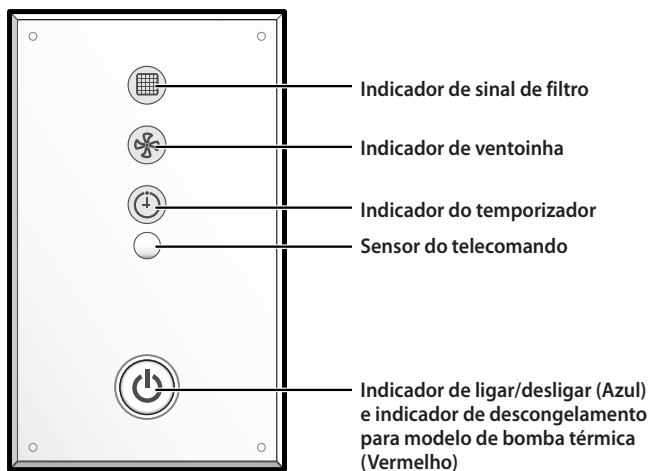 Indicador de sinal de filtro
Indicador de ventoinha
Indicador do temporizador
Sensor do telecomando
Indicador de ligar/desligar (Azul)
e indicador de descongelamento
para modelo de bomba térmica
(Vermelho)